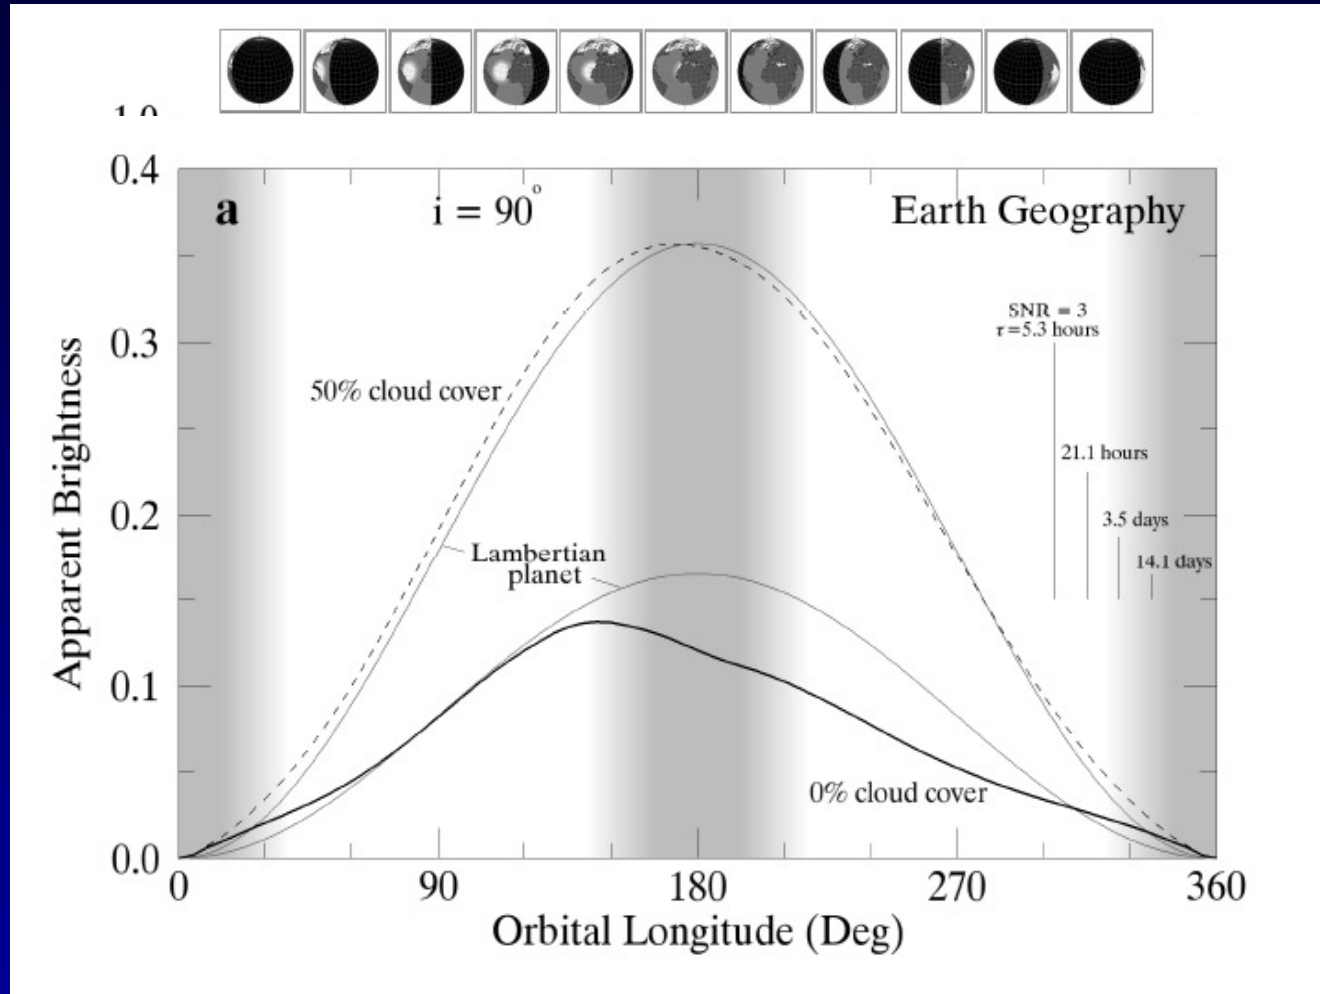 1.0
0.4
a
i = 90°
Earth Geography
SNR = 3
τ=5.3 hours
0.3
50% cloud cover
21.1 hours
0.2
3.5 days
Lambertian
planet
14.1 days
0.1
0% cloud cover
0.0
0 90 180 270 360
Orbital Longitude (Deg)
Apparent Brightness